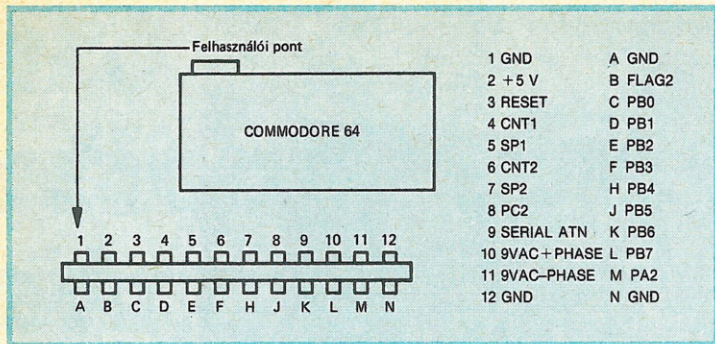 Felhasználói pont
COMMODORE 64
1 2 3 4 5 6 7 8 9 10 11 12
A B C D E F H J K L M N
1 GND A GND
2 +5 V B FLAG2
3 RESET C PB0
4 CNT1 D PB1
5 SP1 E PB2
6 CNT2 F PB3
7 SP2 H PB4
8 PC2 J PB5
9 SERIAL ATN K PB6
10 9VAC+PHASE L PB7
11 9VAC–PHASE M PA2
12 GND N GND